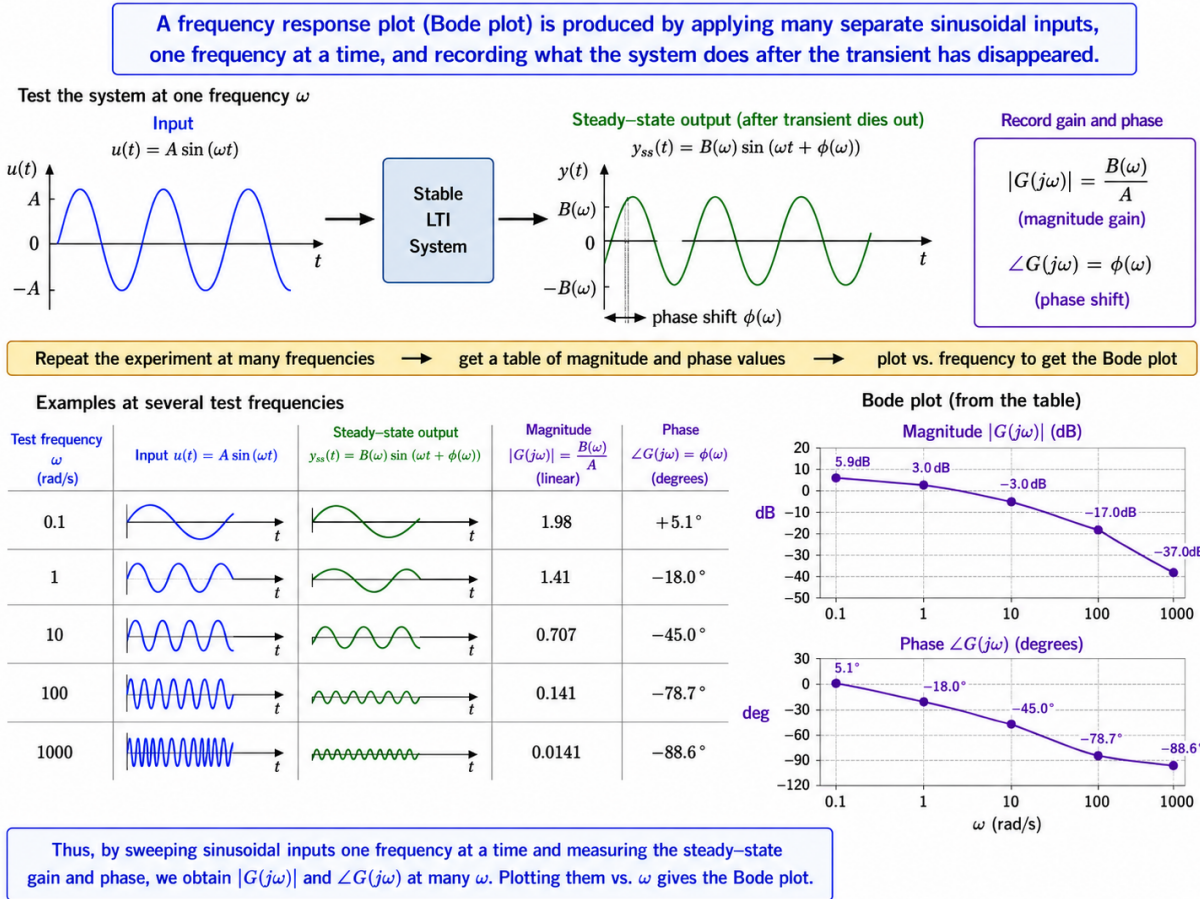 A frequency response plot (Bode plot) is produced by applying many separate sinusoidal inputs,
one frequency at a time, and recording what the system does after the transient has disappeared.
Test the system at one frequency ω
Input
u(t) = A sin (ωt)
u(t)
A
0
−A
t
Stable
LTI
System
Steady−state output (after transient dies out)
yss(t) = B(ω) sin (ωt + ϕ(ω))
y(t)
B(ω)
0
−B(ω)
t
phase shift ϕ(ω)
Record gain and phase
|G(jω)| = B(ω)/A
(magnitude gain)
∠G(jω) = ϕ(ω)
(phase shift)
Repeat the experiment at many frequencies → get a table of magnitude and phase values → plot vs. frequency to get the Bode plot
Examples at several test frequencies
Test frequency
ω
(rad/s)
Input u(t) = A sin (ωt)
Steady−state output
yss(t) = B(ω) sin (ωt + ϕ(ω))
Magnitude
|G(jω)| = B(ω)/A
(linear)
Phase
∠G(jω) = ϕ(ω)
(degrees)
0.1 t t 1.98 +5.1°
1 t t 1.41 −18.0°
10 t t 0.707 −45.0°
100 t t 0.141 −78.7°
1000 t t 0.0141 −88.6°
Bode plot (from the table)
Magnitude |G(jω)| (dB)
dB
20
10
0
−10
−20
−30
−40
−50
5.9dB
3.0 dB
−3.0 dB
−17.0dB
−37.0dB
0.1 1 10 100 1000
Phase ∠G(jω) (degrees)
deg
30
0
−30
−60
−90
−120
5.1°
−18.0°
−45.0°
−78.7°
−88.6°
0.1 1 10 100 1000
ω (rad/s)
Thus, by sweeping sinusoidal inputs one frequency at a time and measuring the steady−state
gain and phase, we obtain |G(jω)| and ∠G(jω) at many ω. Plotting them vs. ω gives the Bode plot.